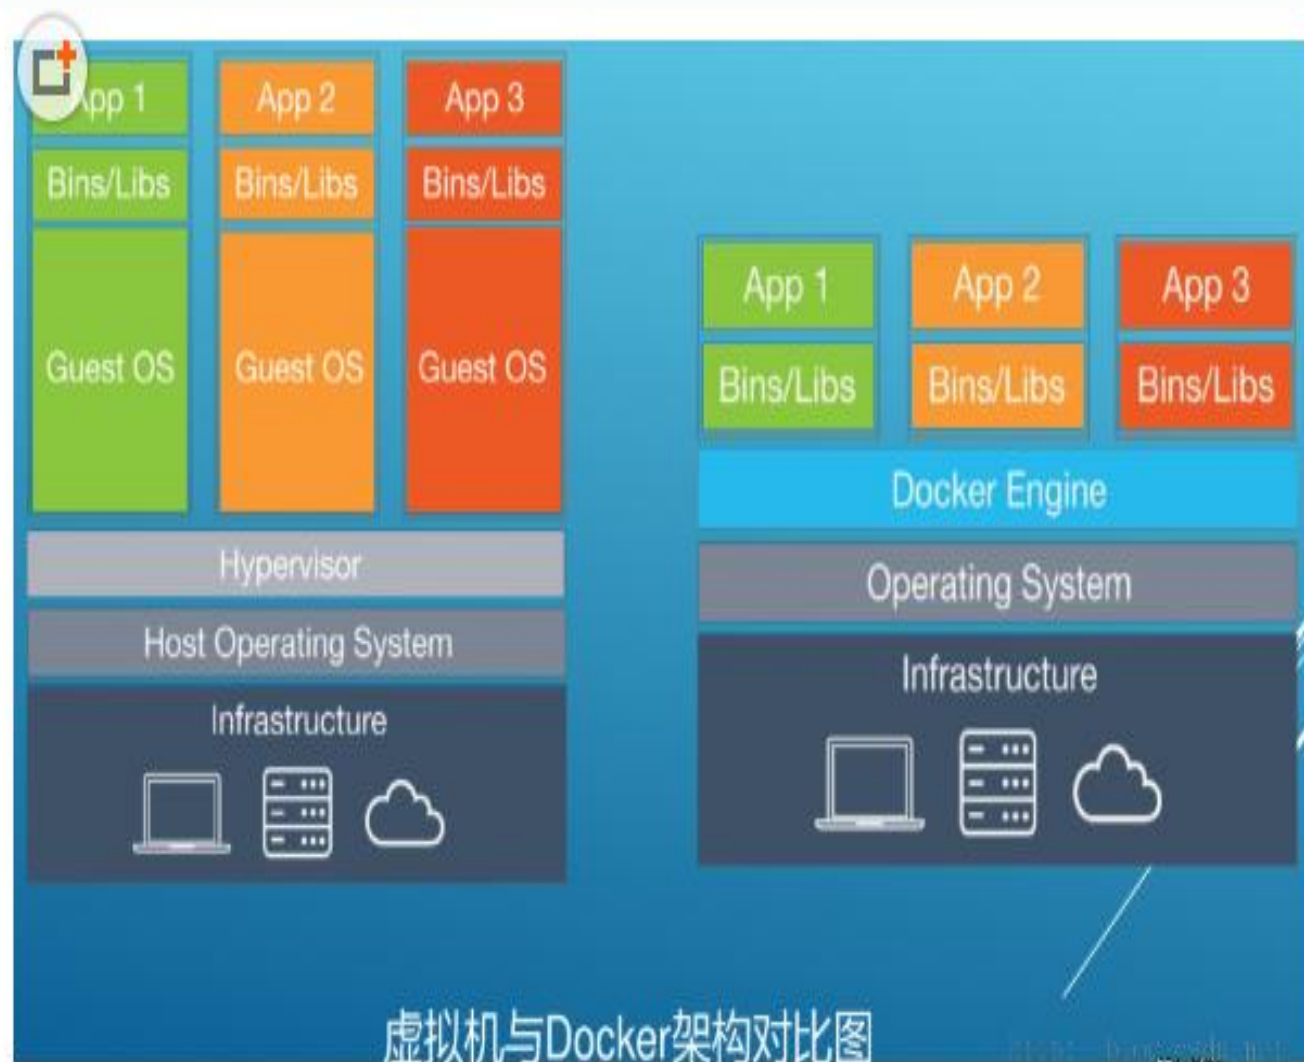 App 1
App 2
App 3
Bins/Libs
Bins/Libs
Bins/Libs
Guest OS
Guest OS
Guest OS
Hypervisor
Host Operating System
Infrastructure
App 1
App 2
App 3
Bins/Libs
Bins/Libs
Bins/Libs
Docker Engine
Operating System
Infrastructure
虚拟机与Docker架构对比图